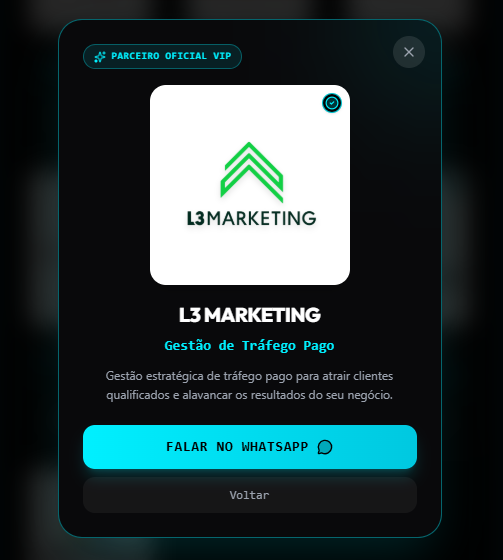 PARCEIRO OFICIAL VIP
L3MARKETING
L3 MARKETING
Gestão de Tráfego Pago
Gestão estratégica de tráfego pago para atrair clientes
qualificados e alavancar os resultados do seu negócio.
FALAR NO WHATSAPP
Voltar